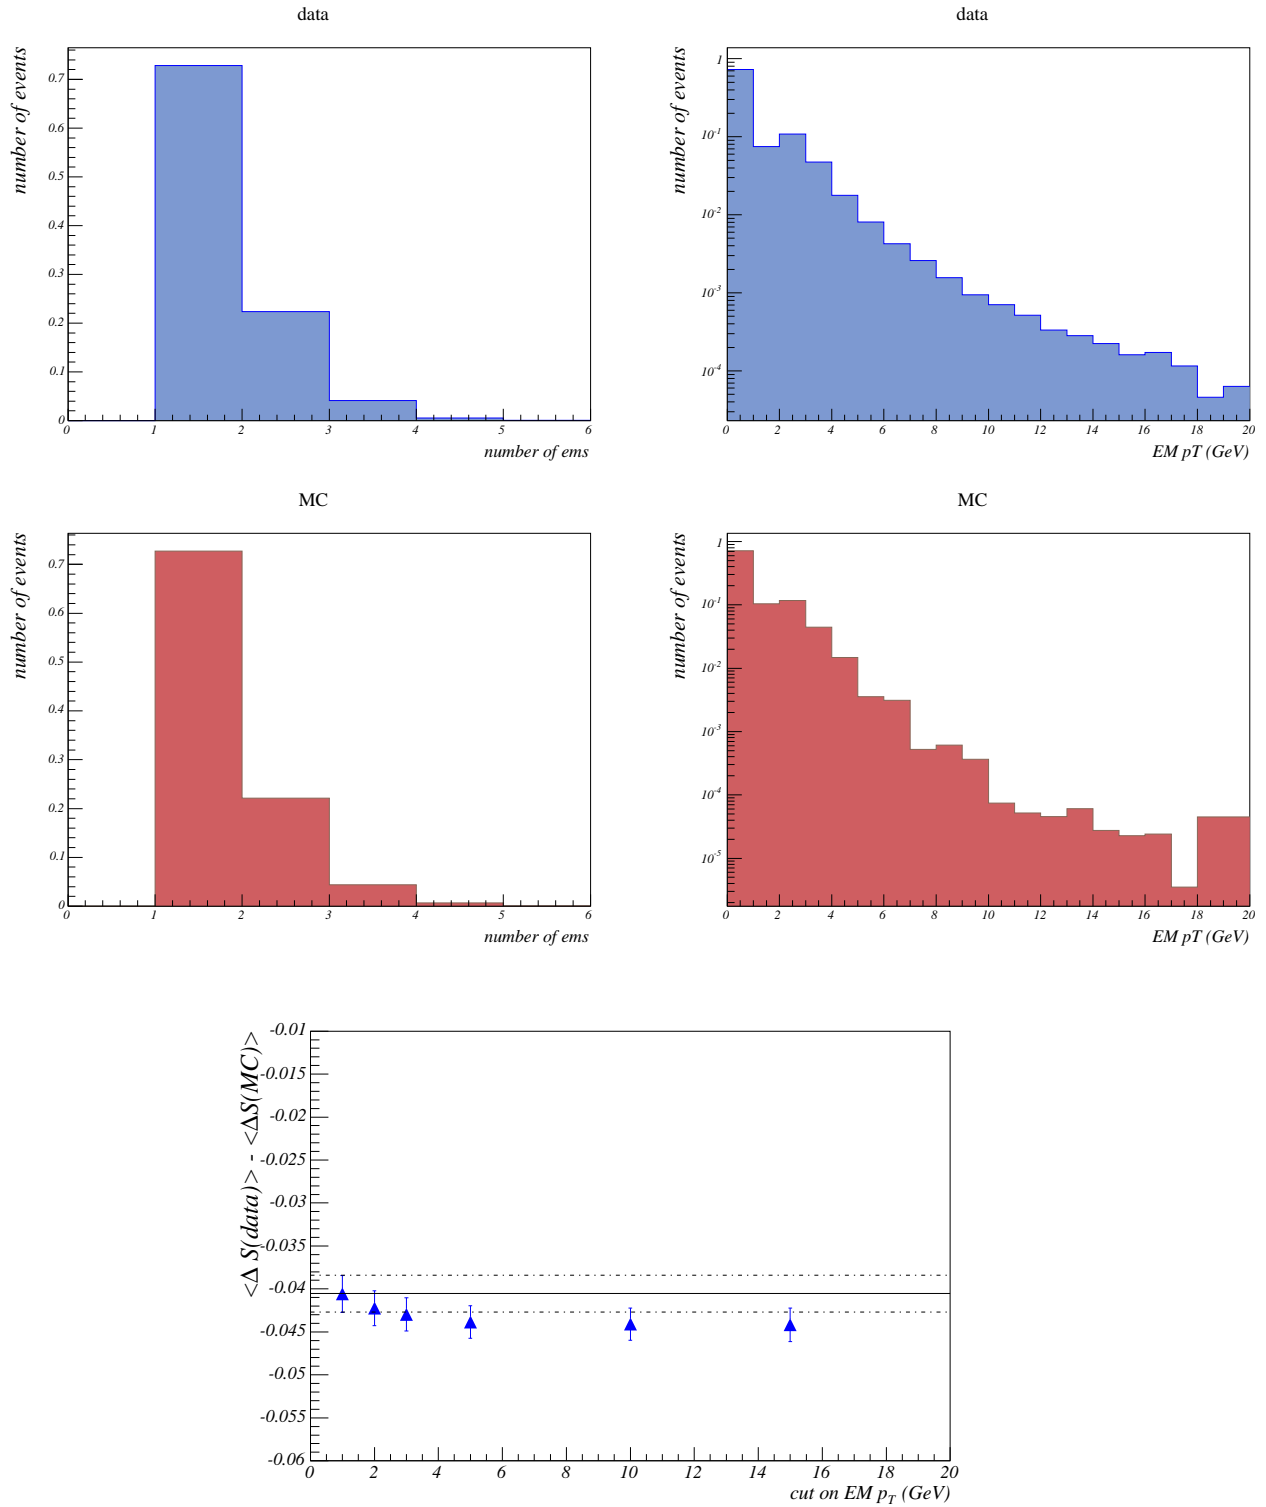 data
number of events
0.7
0.6
0.5
0.4
0.3
0.2
0.1
0
0 1 2 3 4 5 6
number of ems
data
number of events
1
10^-1
10^-2
10^-3
10^-4
0 2 4 6 8 10 12 14 16 18 20
EM pT (GeV)
MC
number of events
0.7
0.6
0.5
0.4
0.3
0.2
0.1
0
0 1 2 3 4 5 6
number of ems
MC
number of events
1
10^-1
10^-2
10^-3
10^-4
10^-5
0 2 4 6 8 10 12 14 16 18 20
EM pT (GeV)
<Δ S(data)> - <ΔS(MC)>
-0.01
-0.015
-0.02
-0.025
-0.03
-0.035
-0.04
-0.045
-0.05
-0.055
-0.06
0 2 4 6 8 10 12 14 16 18 20
cut on EM p_T (GeV)